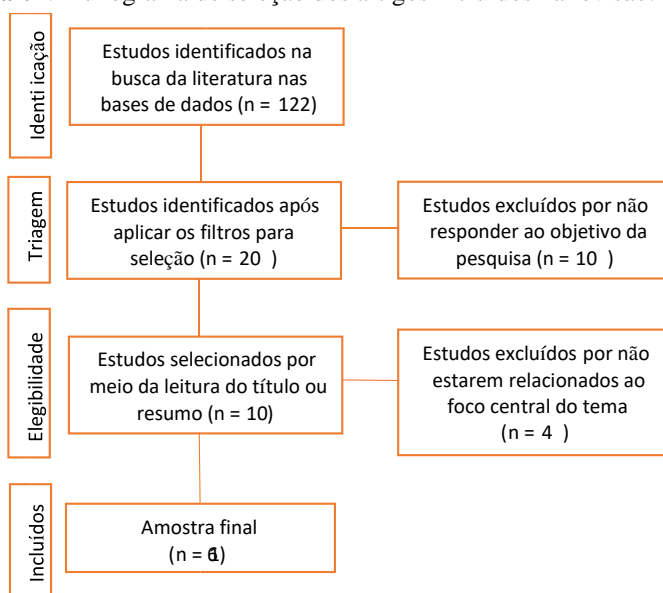 Identi icação
Estudos identificados na
busca da literatura nas
bases de dados (n = 122)
Triagem
Estudos identificados após
aplicar os filtros para
seleção (n = 20 )
Estudos excluídos por não
responder ao objetivo da
pesquisa (n = 10 )
Elegibilidade
Estudos selecionados por
meio da leitura do título ou
resumo (n = 10)
Estudos excluídos por não
estarem relacionados ao
foco central do tema
(n = 4 )
Incluídos
Amostra final
(n =